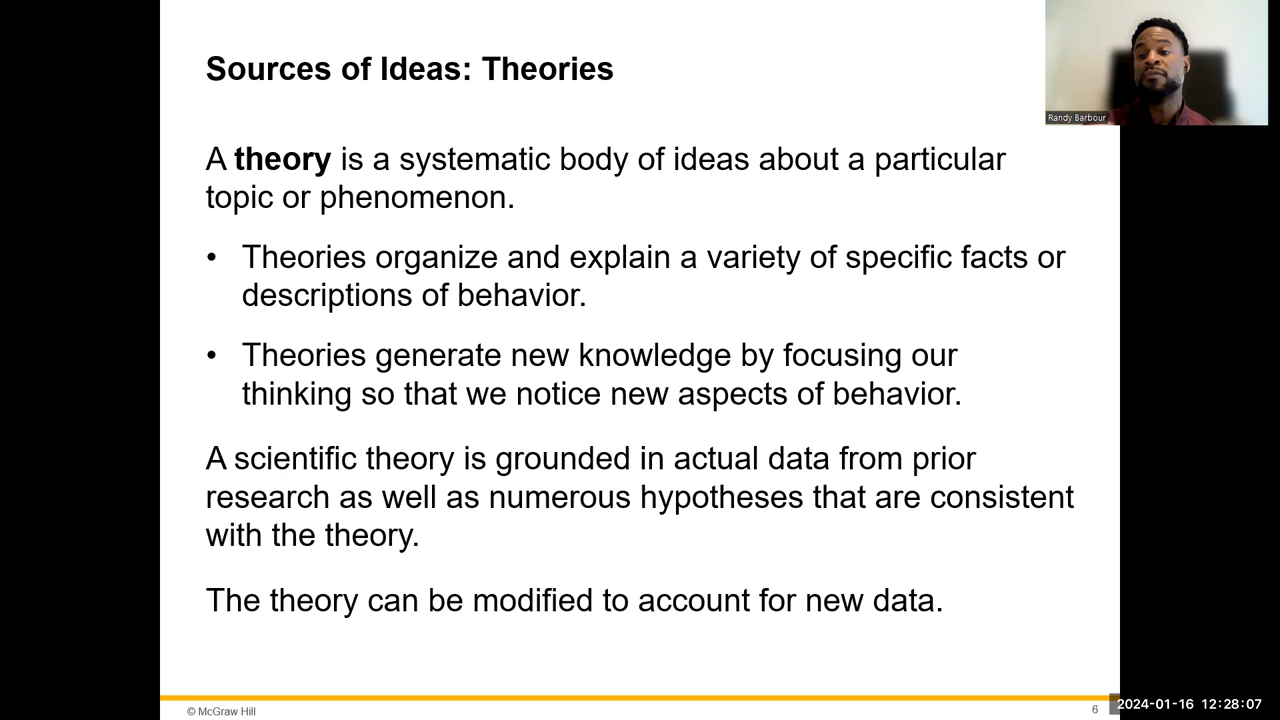 Sources of Ideas: Theories
Randy Barbour
A theory is a systematic body of ideas about a particular
topic or phenomenon.
• Theories organize and explain a variety of specific facts or
descriptions of behavior.
• Theories generate new knowledge by focusing our
thinking so that we notice new aspects of behavior.
A scientific theory is grounded in actual data from prior
research as well as numerous hypotheses that are consistent
with the theory.
The theory can be modified to account for new data.
© McGraw Hill
6
2024-01-16 12:28:07